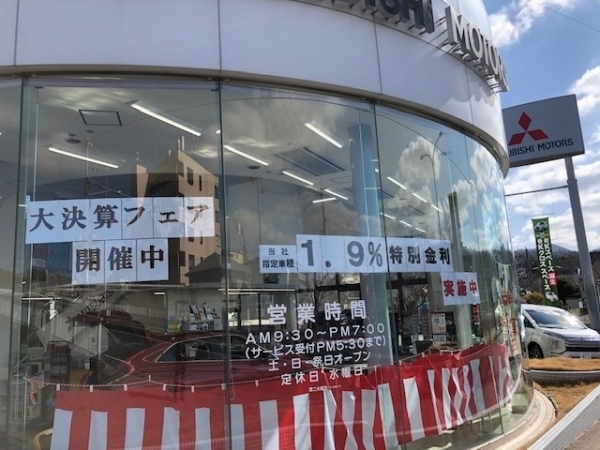 ISHI MOTORS
UBISHI MOTORS
大決算フェア
開催中
当社
指定車種
1.9%特別金利
実施中
営業時間
AM9:30～PM7:00
(サービス受付PM5:30まで)
土・日・祭日オープン
定休日 水曜日